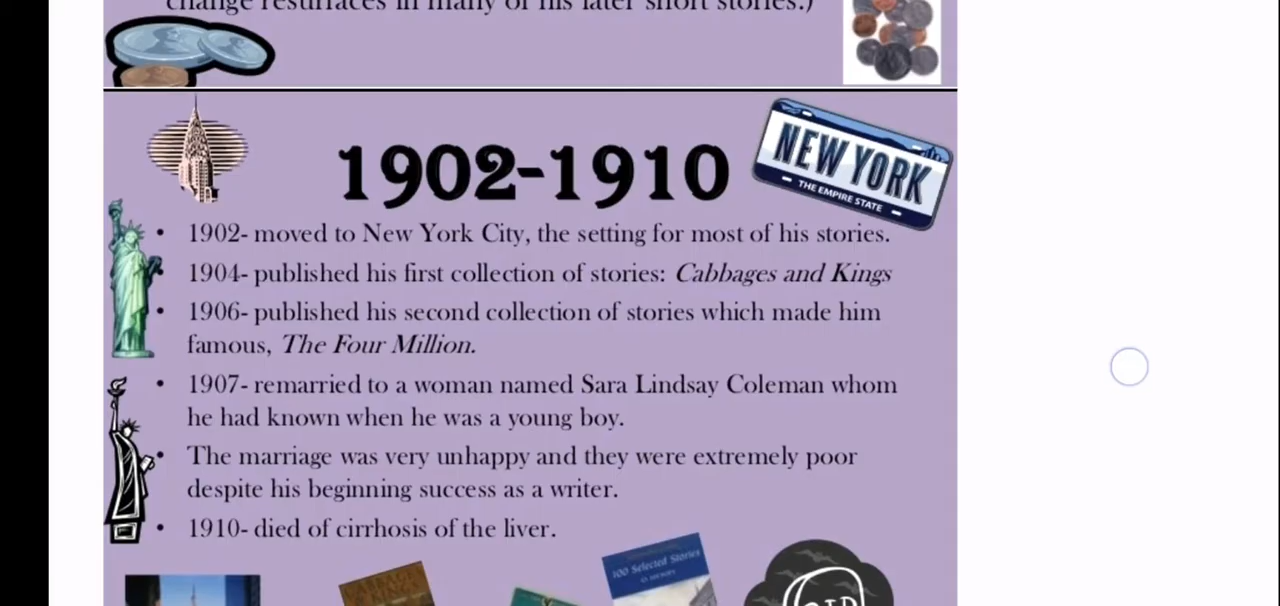 change resurfaces in many of his later short stories.)
NEW YORK
THE EMPIRE STATE
1902-1910
• 1902- moved to New York City, the setting for most of his stories.
• 1904- published his first collection of stories: Cabbages and Kings
• 1906- published his second collection of stories which made him
famous, The Four Million.
• 1907- remarried to a woman named Sara Lindsay Coleman whom
he had known when he was a young boy.
• The marriage was very unhappy and they were extremely poor
despite his beginning success as a writer.
• 1910- died of cirrhosis of the liver.
100 Selected Stories